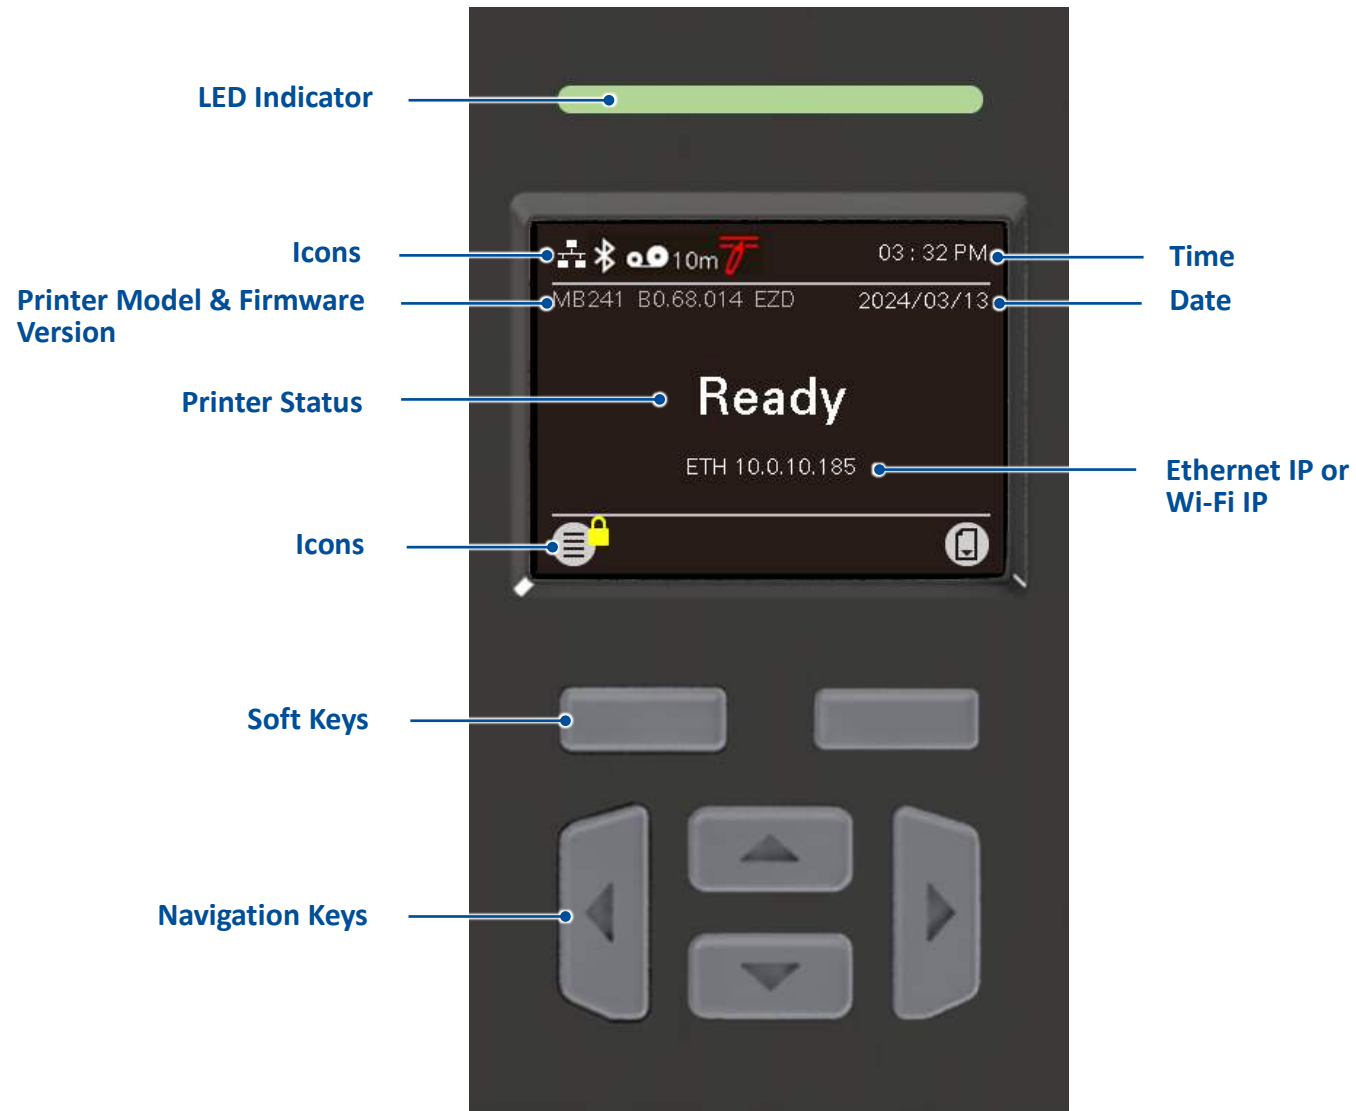 LED Indicator
Icons
10m
03 : 32 PM
Time
Printer Model & Firmware
Version
MB241 B0.68.014 EZD
2024/03/13
Date
Printer Status
Ready
ETH 10.0.10.185
Ethernet IP or
Wi-Fi IP
Icons
Soft Keys
Navigation Keys